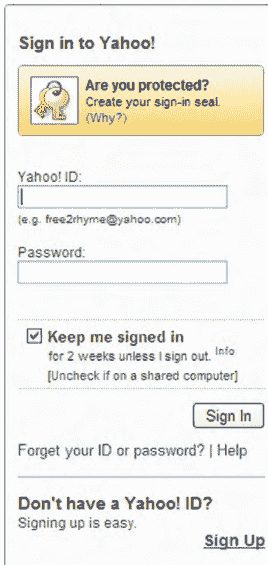 Sign in to Yahoo!
Are you protected?
Create your sign-in seal.
(Why?)
Yahoo! ID:
(e.g. free2rhyme@yahoo.com)
Password:
Keep me signed in
for 2 weeks unless I sign out. Info
[Uncheck if on a shared computer]
Sign In
Forget your ID or password? | Help
Don't have a Yahoo! ID?
Signing up is easy.
Sign Up